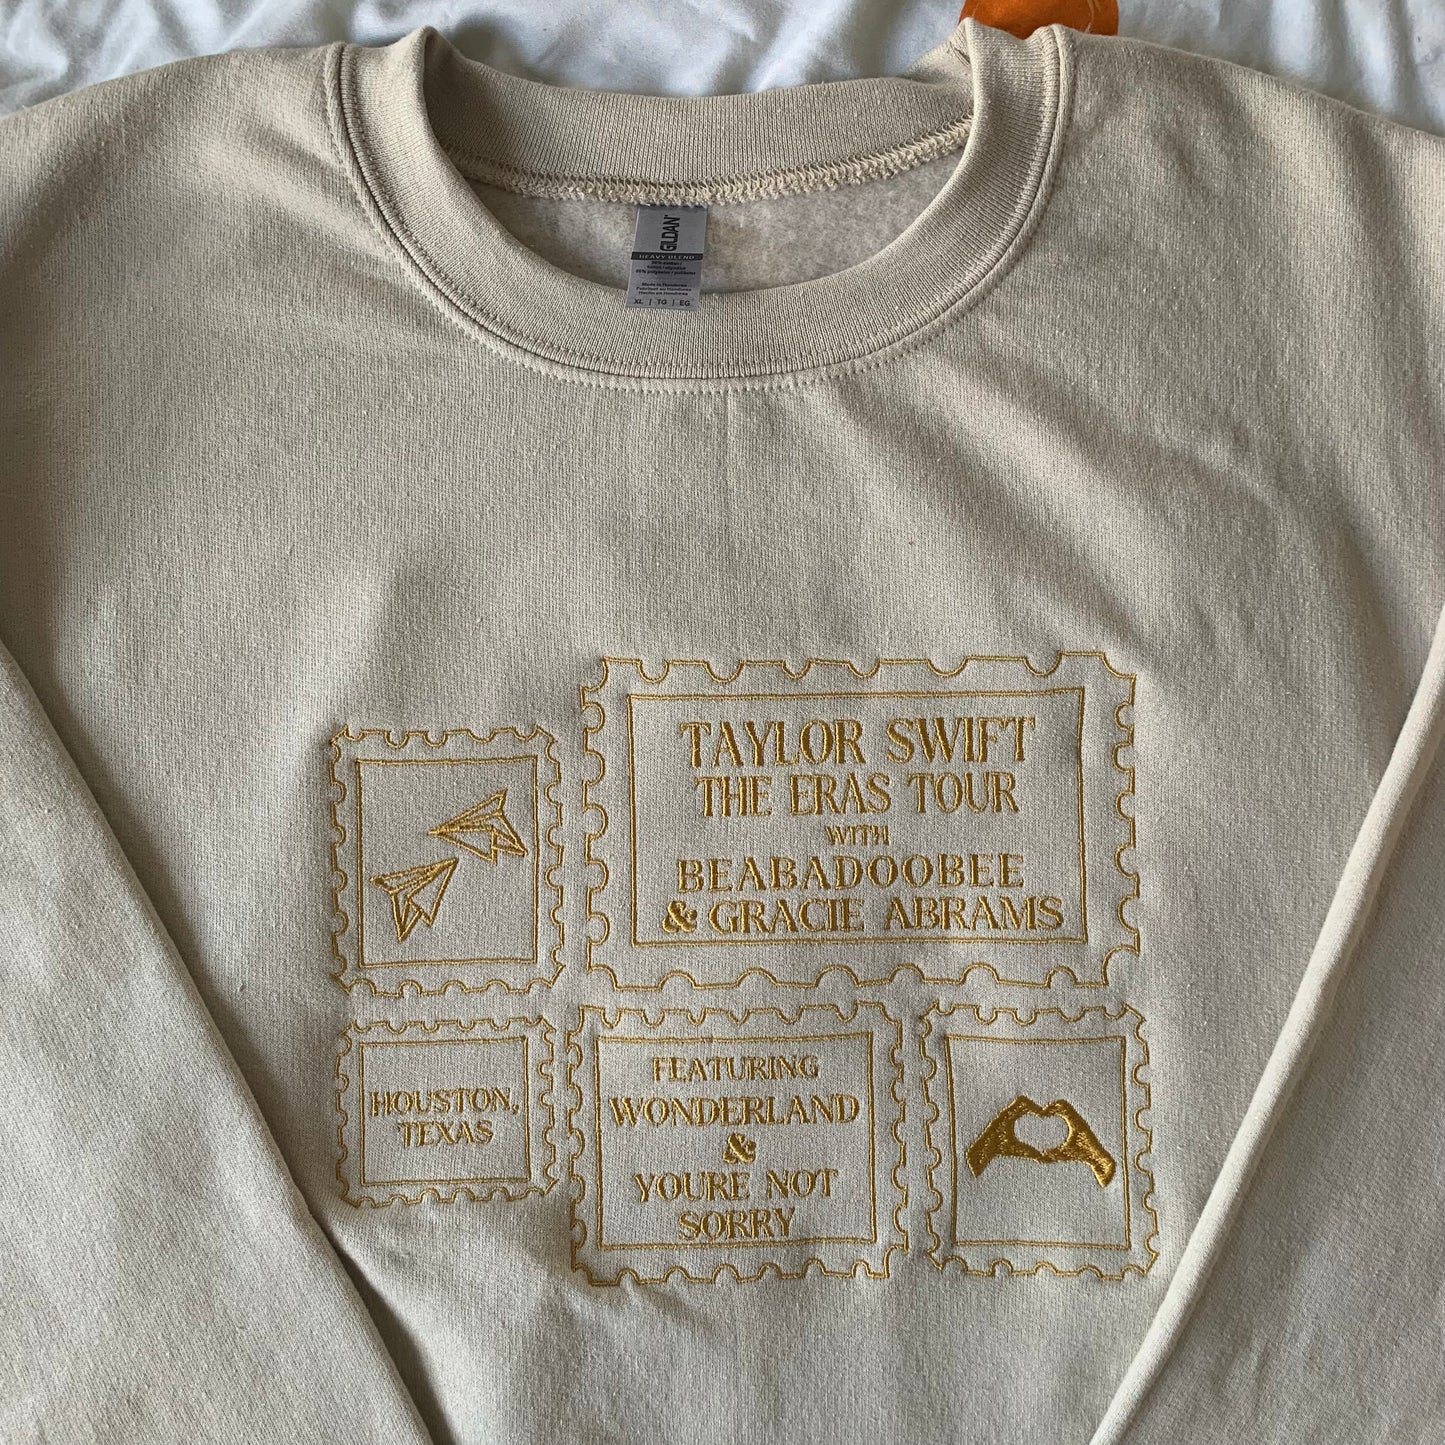 GILDAN
HEAVY BLEND
XL | TG | EG
TAYLOR SWIFT
THE ERAS TOUR
WITH
BEABADOOBEE
& GRACIE ABRAMS
HOUSTON,
TEXAS
FEATURING
WONDERLAND
&
YOURE NOT
SORRY